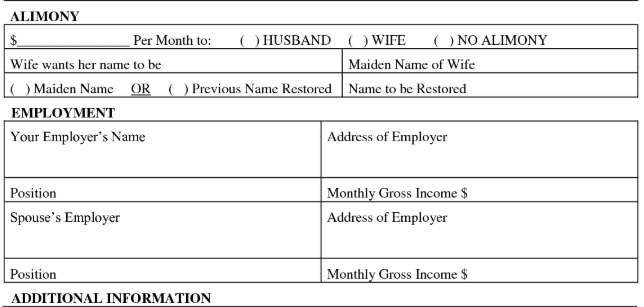 ALIMONY
$________________ Per Month to: ( ) HUSBAND ( ) WIFE ( ) NO ALIMONY
Wife wants her name to be Maiden Name of Wife
( ) Maiden Name OR ( ) Previous Name Restored Name to be Restored
EMPLOYMENT
Your Employer's Name Address of Employer
Position Monthly Gross Income $
Spouse's Employer Address of Employer
Position Monthly Gross Income $
ADDITIONAL INFORMATION